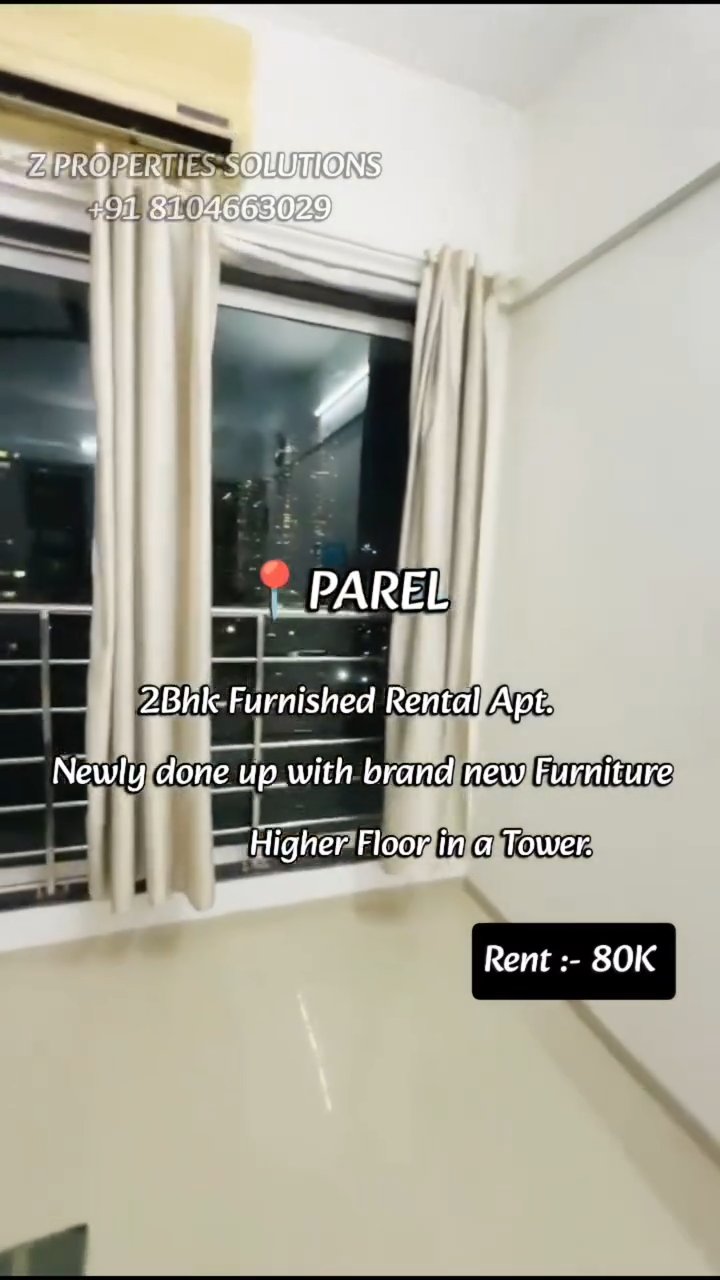 Z PROPERTIES SOLUTIONS
+91 8104663029
📍 PAREL
2Bhk Furnished Rental Apt.
Newly done up with brand new Furniture
Higher Floor in a Tower.
Rent :- 80K